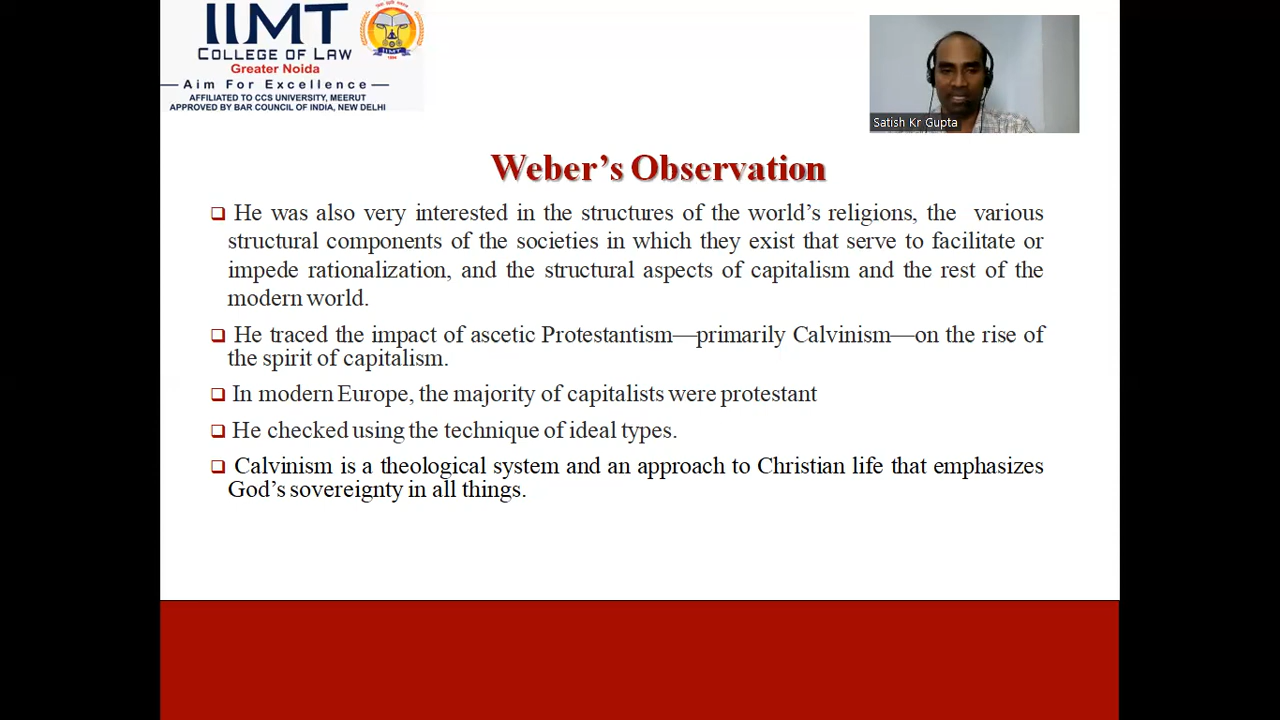 IIMT
COLLEGE OF LAW
Greater Noida
—Aim For Excellence—
AFFILIATED TO CCS UNIVERSITY, MEERUT
APPROVED BY BAR COUNCIL OF INDIA, NEW DELHI
IIMT
Satish Kr Gupta
Weber's Observation
He was also very interested in the structures of the world's religions, the various
structural components of the societies in which they exist that serve to facilitate or
impede rationalization, and the structural aspects of capitalism and the rest of the
modern world.
He traced the impact of ascetic Protestantism—primarily Calvinism—on the rise of
the spirit of capitalism.
In modern Europe, the majority of capitalists were protestant
He checked using the technique of ideal types.
Calvinism is a theological system and an approach to Christian life that emphasizes
God's sovereignty in all things.